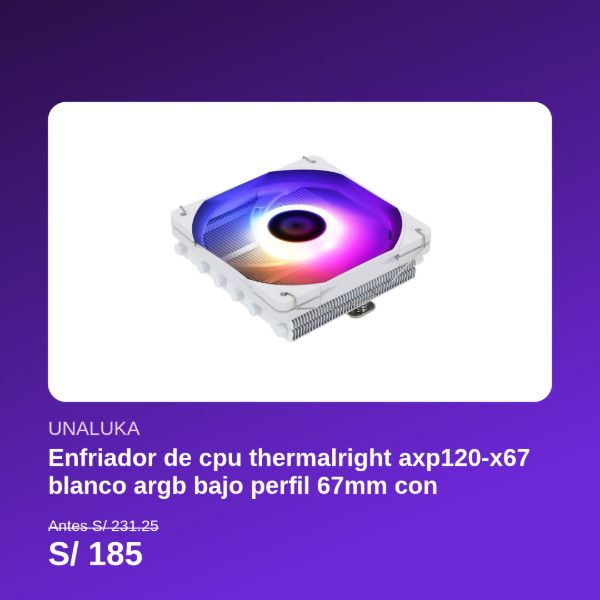 UNALUKA
Enfriador de cpu thermalright axp120-x67
blanco argb bajo perfil 67mm con
Antes S/ 231.25
S/ 185